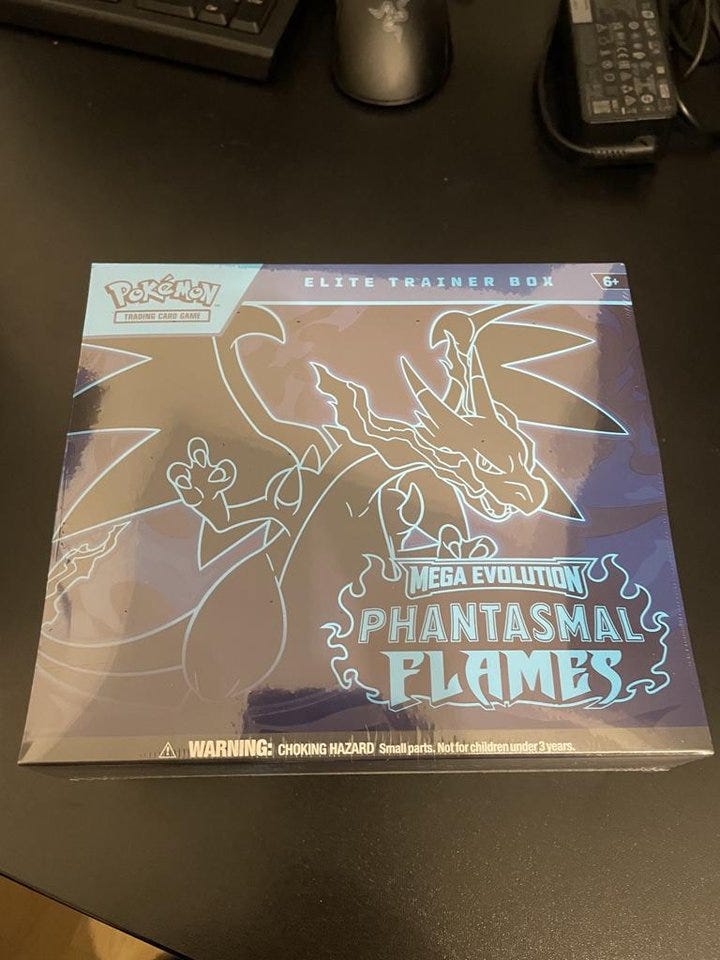 POKéMON
TRADING CARD GAME
ELITE TRAINER BOX
6+
MEGA EVOLUTION
PHANTASMAL
FLAMES
WARNING: CHOKING HAZARD Small parts. Not for children under 3 years.